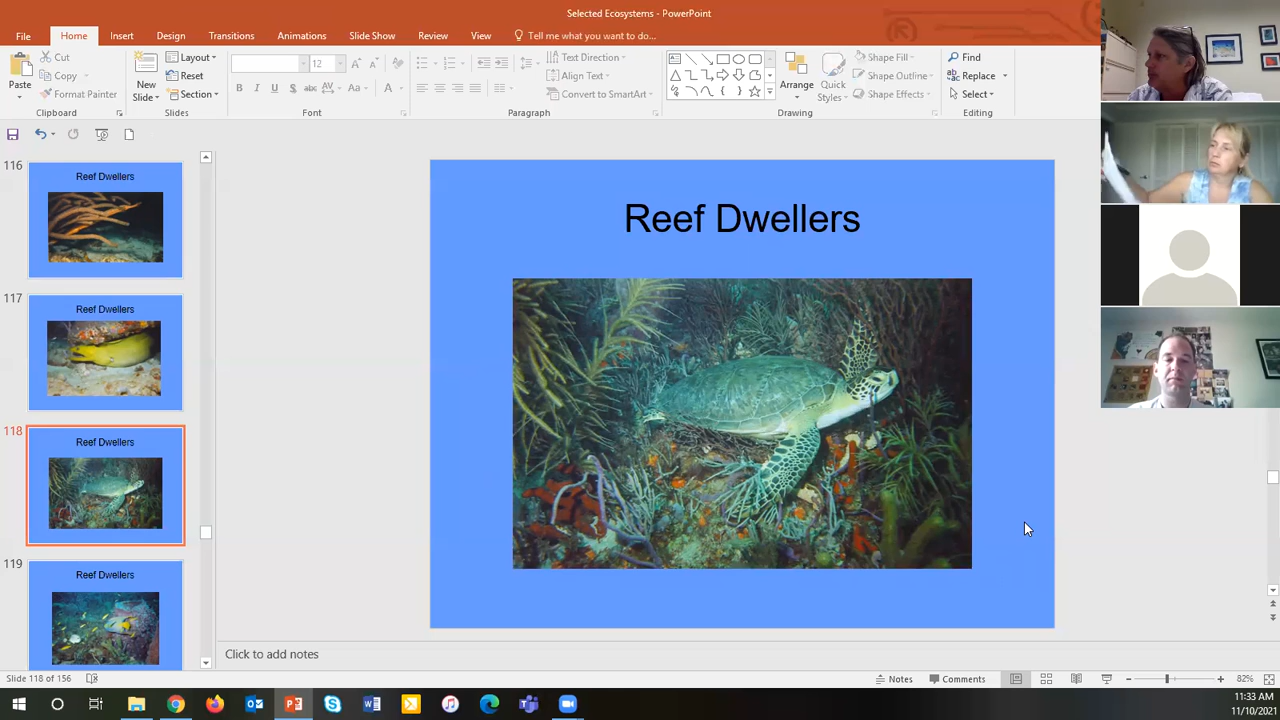 Selected Ecosystems - PowerPoint
File Home Insert Design Transitions Animations Slide Show Review View Tell me what you want to do...
Paste
Cut
Copy
Format Painter
Clipboard
New
Slide
Layout
Reset
Section
Slides
12
B I U S abc AV Aa A
Font
Text Direction
Align Text
Convert to SmartArt
Paragraph
Arrange
Quick
Styles
Shape Fill
Shape Outline
Shape Effects
Drawing
Find
Replace
Select
Editing
116
Reef Dwellers
117
Reef Dwellers
118
Reef Dwellers
119
Reef Dwellers
Reef Dwellers
Click to add notes
Slide 118 of 156
Notes
Comments
82%
11:33 AM
11/10/2021